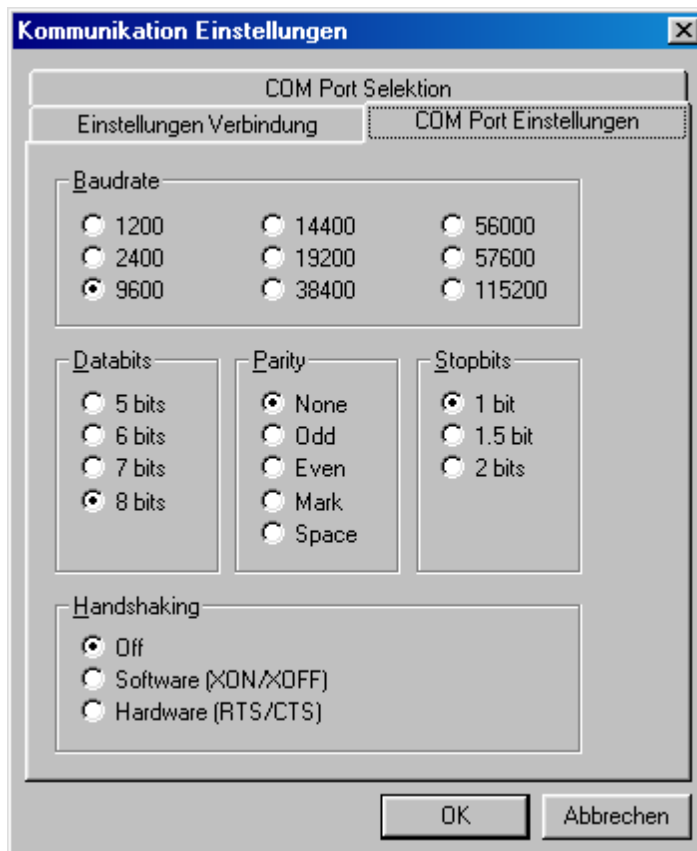 Kommunikation Einstellungen
COM Port Selektion
Einstellungen Verbindung
COM Port Einstellungen
Baudrate
1200
14400
56000
2400
19200
57600
9600
38400
115200
Databits
5 bits
6 bits
7 bits
8 bits
Parity
None
Odd
Even
Mark
Space
Stopbits
1 bit
1.5 bit
2 bits
Handshaking
Off
Software (XON/XOFF)
Hardware (RTS/CTS)
OK
Abbrechen